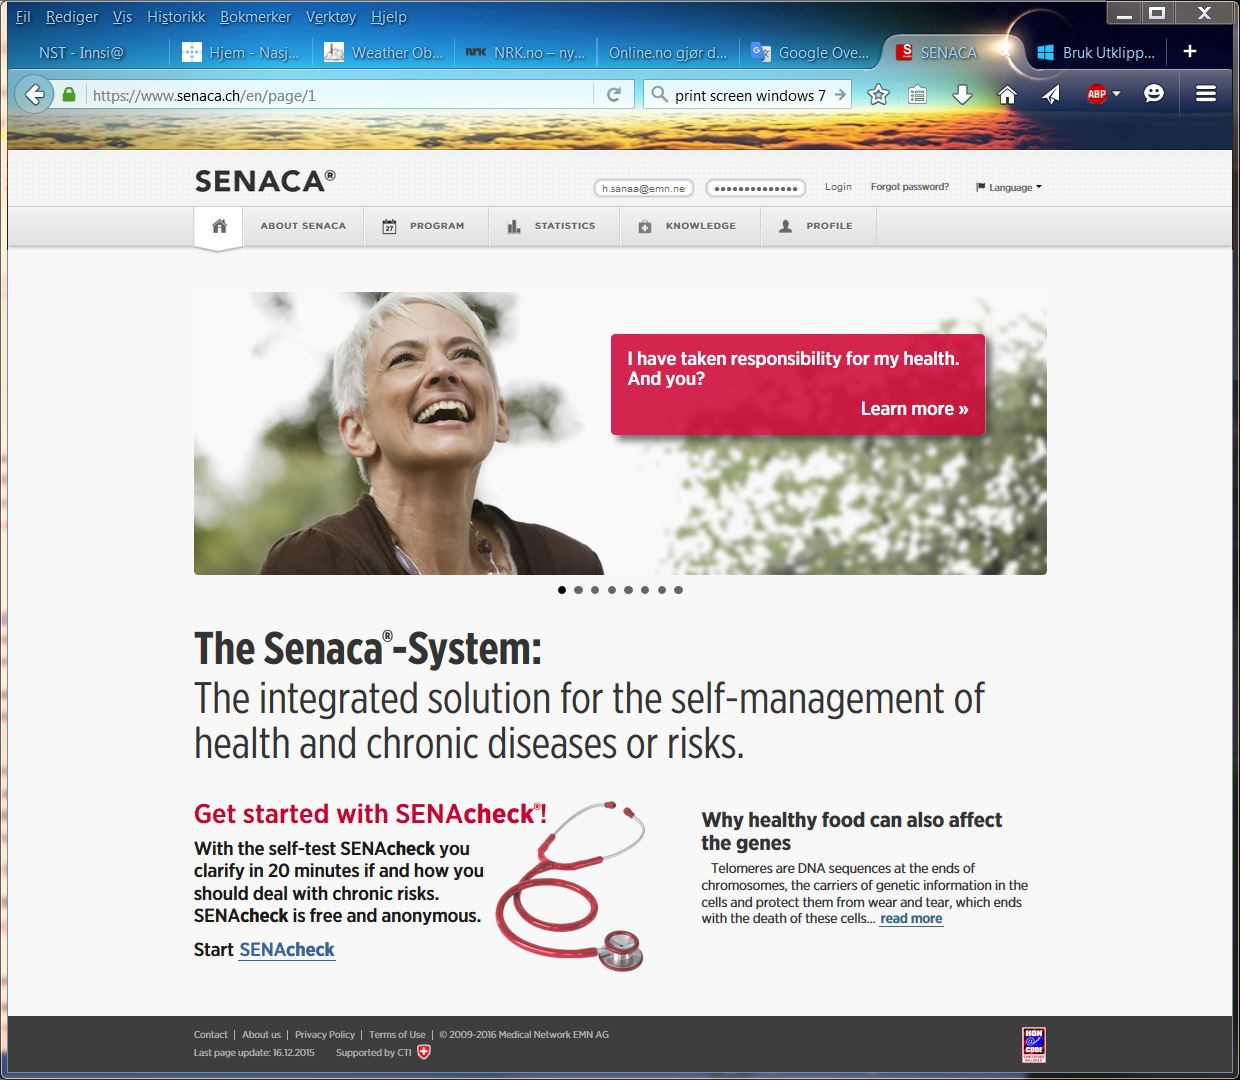 Fil Rediger Vis Historikk Bokmerker Verktøy Hjelp
NST - Innsi@ Hjem - Nasj... Weather Ob... NRK NRK.no – ny... Online.no gjør d... Google Ove... SENACA Bruk Utklipp...
https://www.senaca.ch/en/page/1 print screen windows 7 ABP
SENACA®
h.sanaa@emn.ne Login Forgot password? Language
ABOUT SENACA 27 PROGRAM STATISTICS KNOWLEDGE PROFILE
I have taken responsibility for my health.
And you?
Learn more »
The Senaca®-System:
The integrated solution for the self-management of
health and chronic diseases or risks.
Get started with SENAcheck®!
With the self-test SENAcheck you
clarify in 20 minutes if and how you
should deal with chronic risks.
SENAcheck is free and anonymous.
Start SENAcheck
Why healthy food can also affect
the genes
Telomeres are DNA sequences at the ends of
chromosomes, the carriers of genetic information in the
cells and protect them from wear and tear, which ends
with the death of these cells... read more
Contact | About us | Privacy Policy | Terms of Use | © 2009-2016 Medical Network EMN AG
Last page update: 16.12.2015 Supported by CTI
HON
@
CODE
CERTIFIED